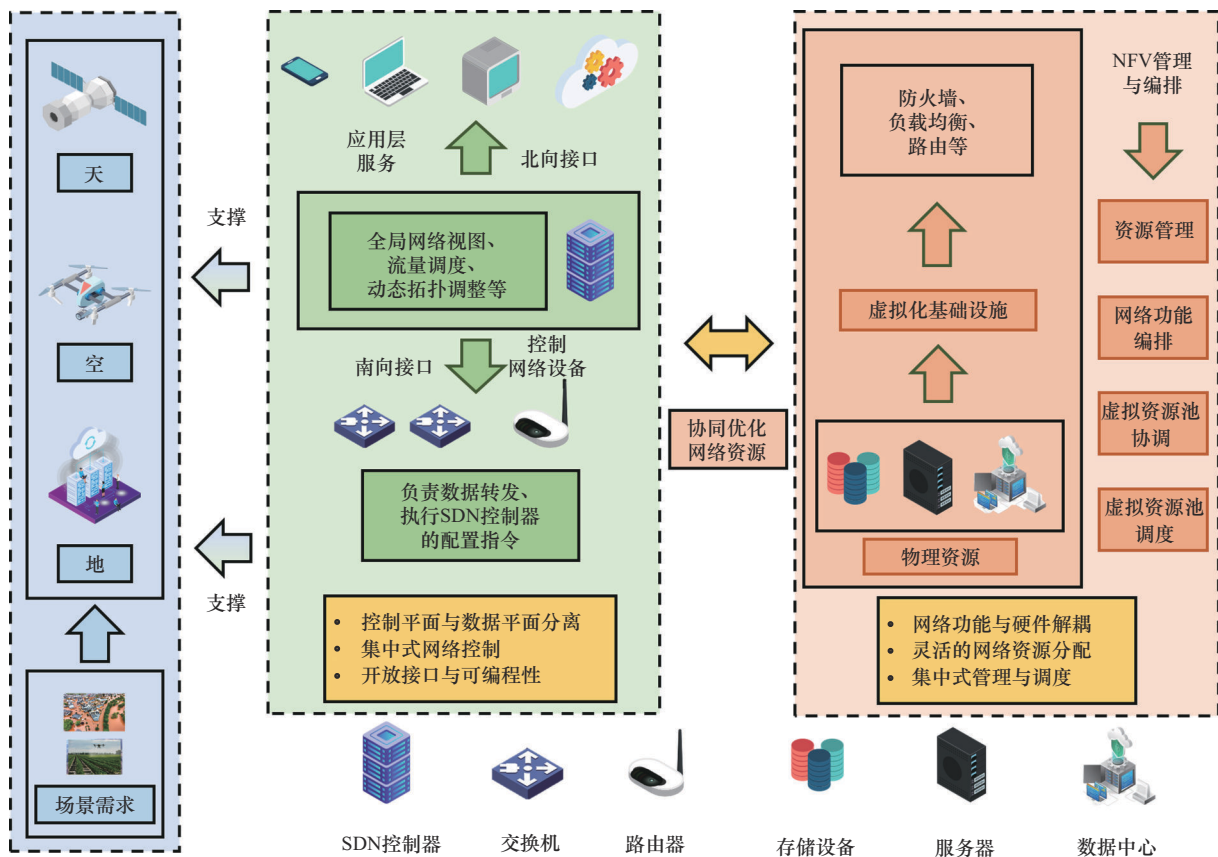 天
空
地
场景需求
支撑
支撑
应用层
服务
北向接口
全局网络视图、
流量调度、
动态拓扑调整等
南向接口
控制
网络设备
负责数据转发、
执行SDN控制器
的配置指令
• 控制平面与数据平面分离
• 集中式网络控制
• 开放接口与可编程性
协同优化
网络资源
防火墙、
负载均衡、
路由等
虚拟化基础设施
物理资源
NFV管理
与编排
资源管理
网络功能
编排
虚拟资源池
协调
虚拟资源池
调度
• 网络功能与硬件解耦
• 灵活的网络资源分配
• 集中式管理与调度
SDN控制器
交换机
路由器
存储设备
服务器
数据中心